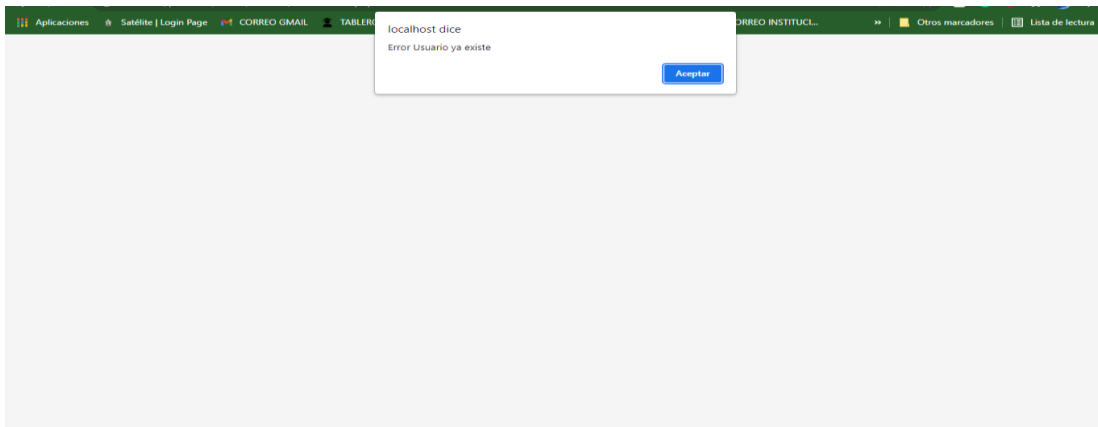 Aplicaciones Satélite | Login Page CORREO GMAIL TABLERO ORREO INSTITUCI... » Otros marcadores Lista de lectura
localhost dice
Error Usuario ya existe
Aceptar